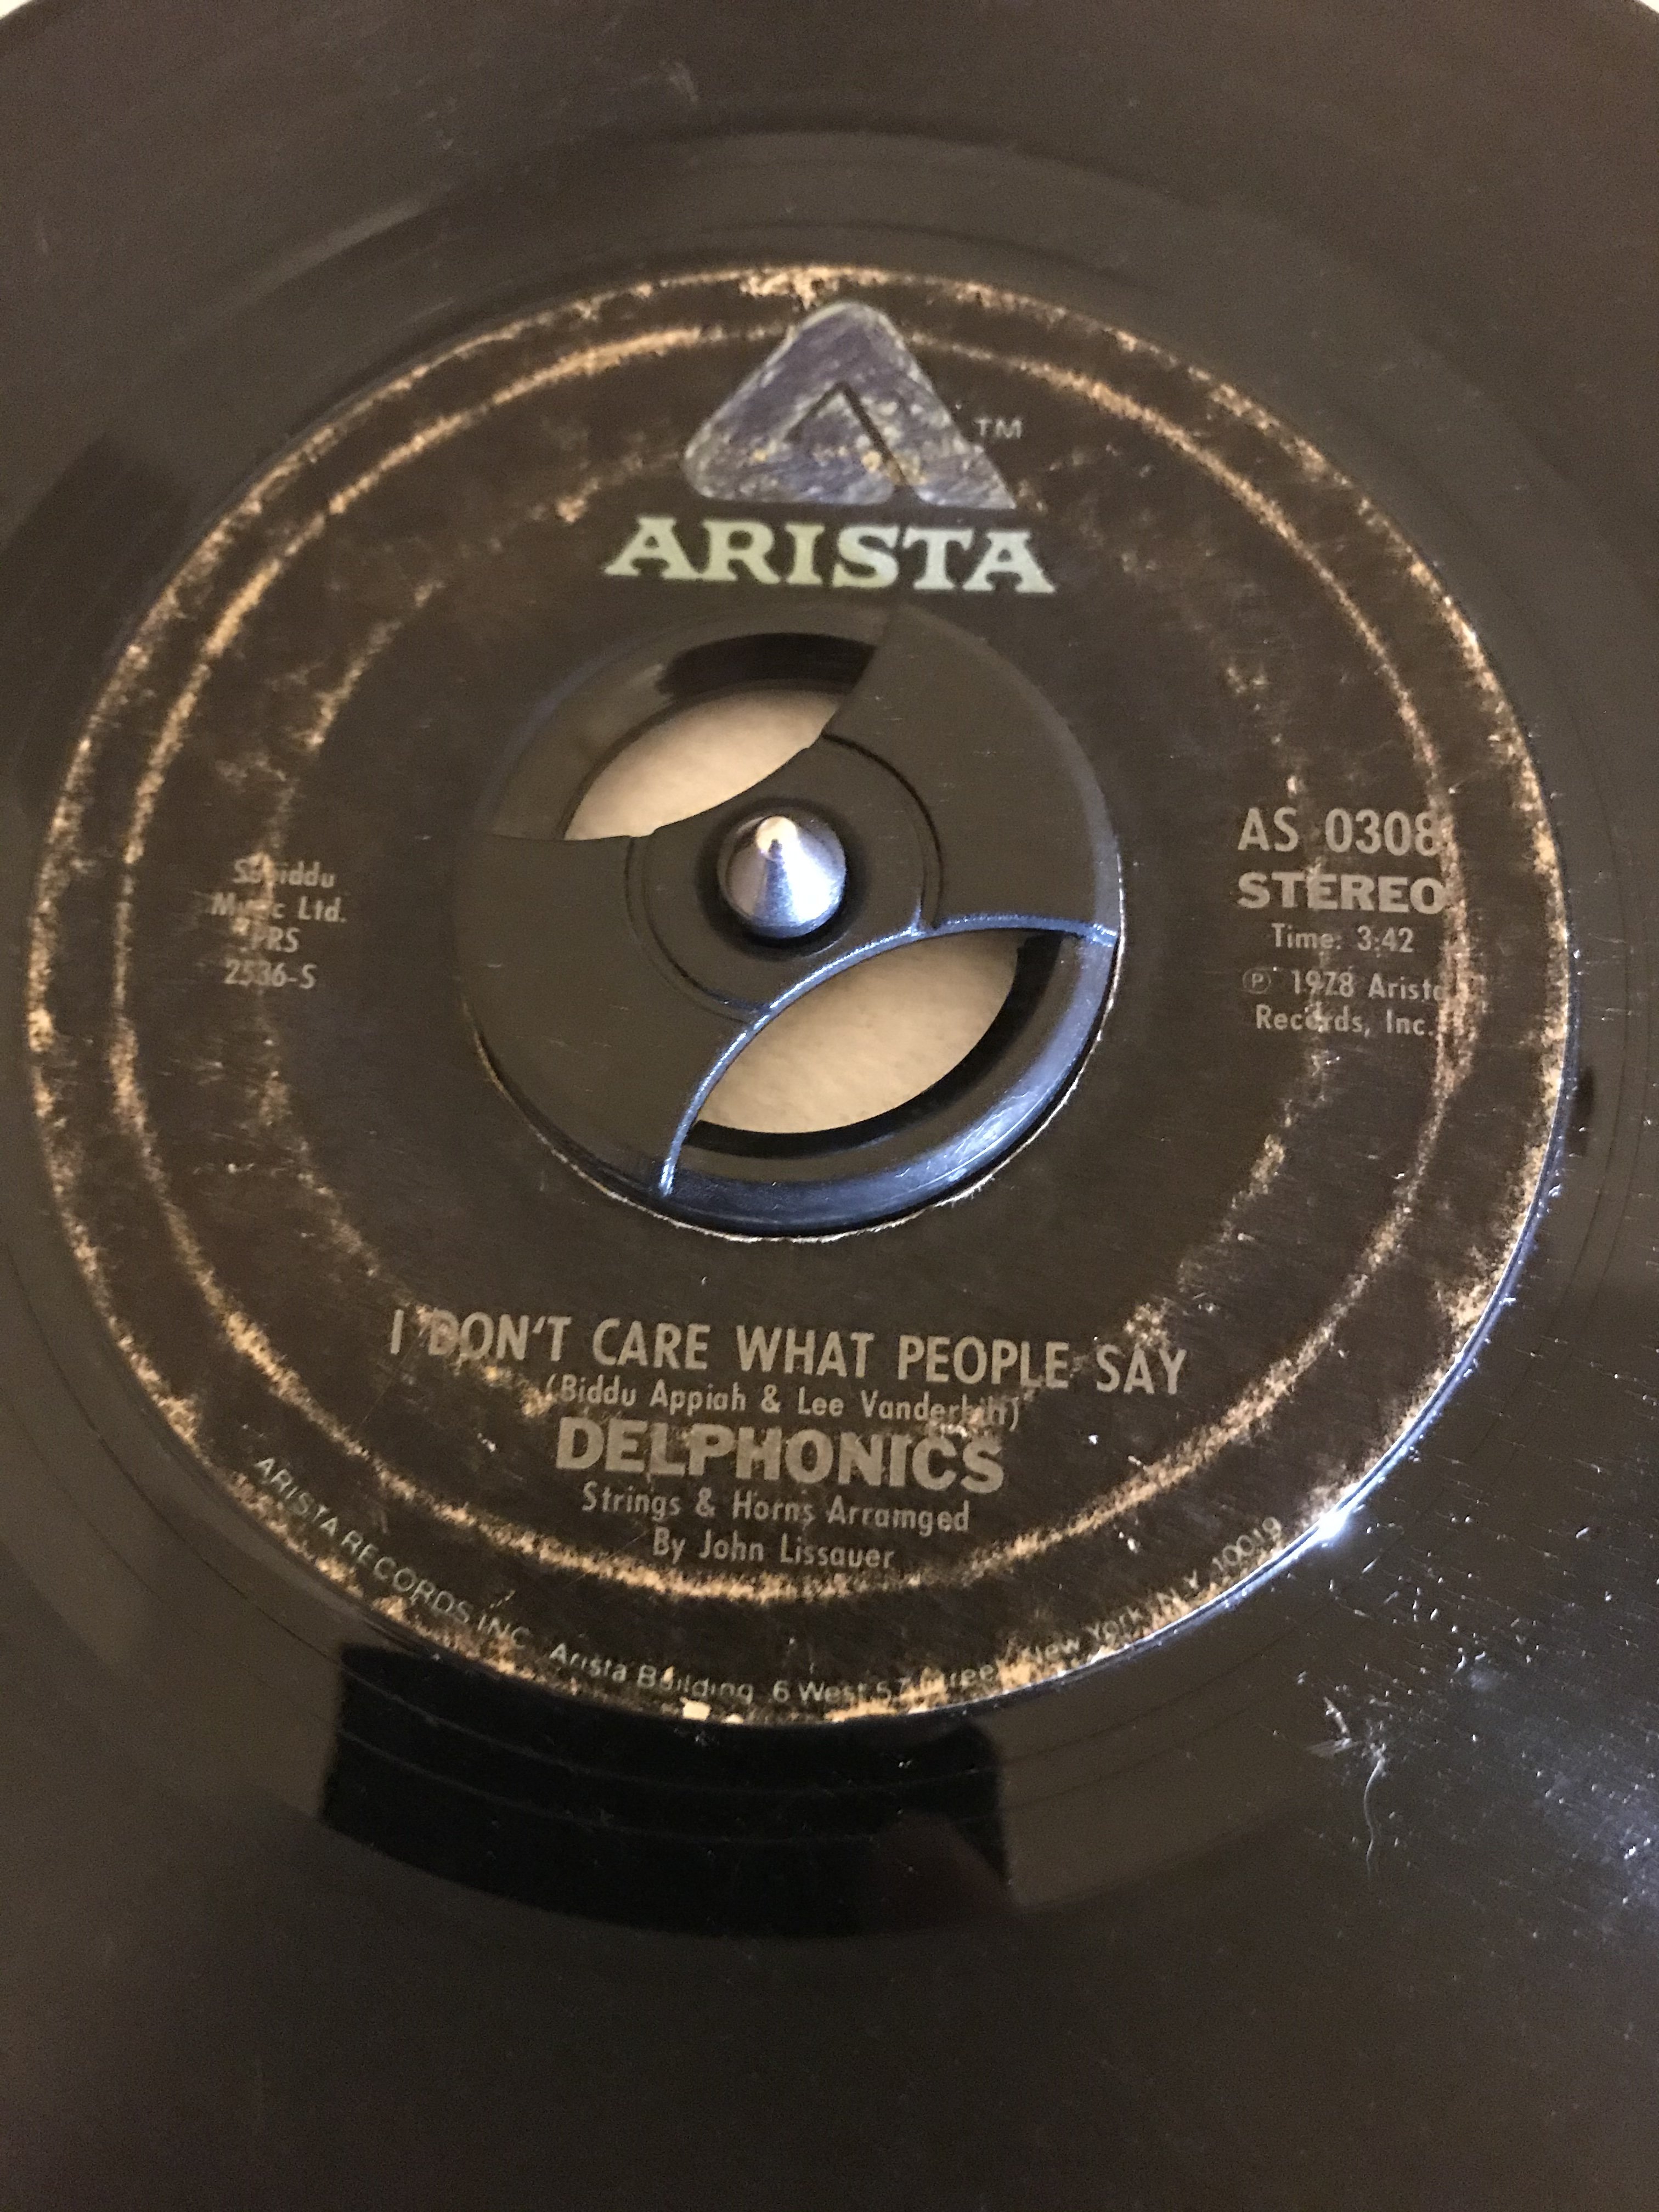 TM
ARISTA
Music Ltd.
PRS
2536-S
AS 0308
STEREO
Time: 3:42
℗ 1978 Arista
Records, Inc.
I DON'T CARE WHAT PEOPLE SAY
(Biddu Appiah & Lee Vanderbilt)
DELPHONICS
Strings & Horns Arramged
By John Lissauer
ARISTA RECORDS INC. Arista Building 6 West 57 Street New York N.Y. 10019